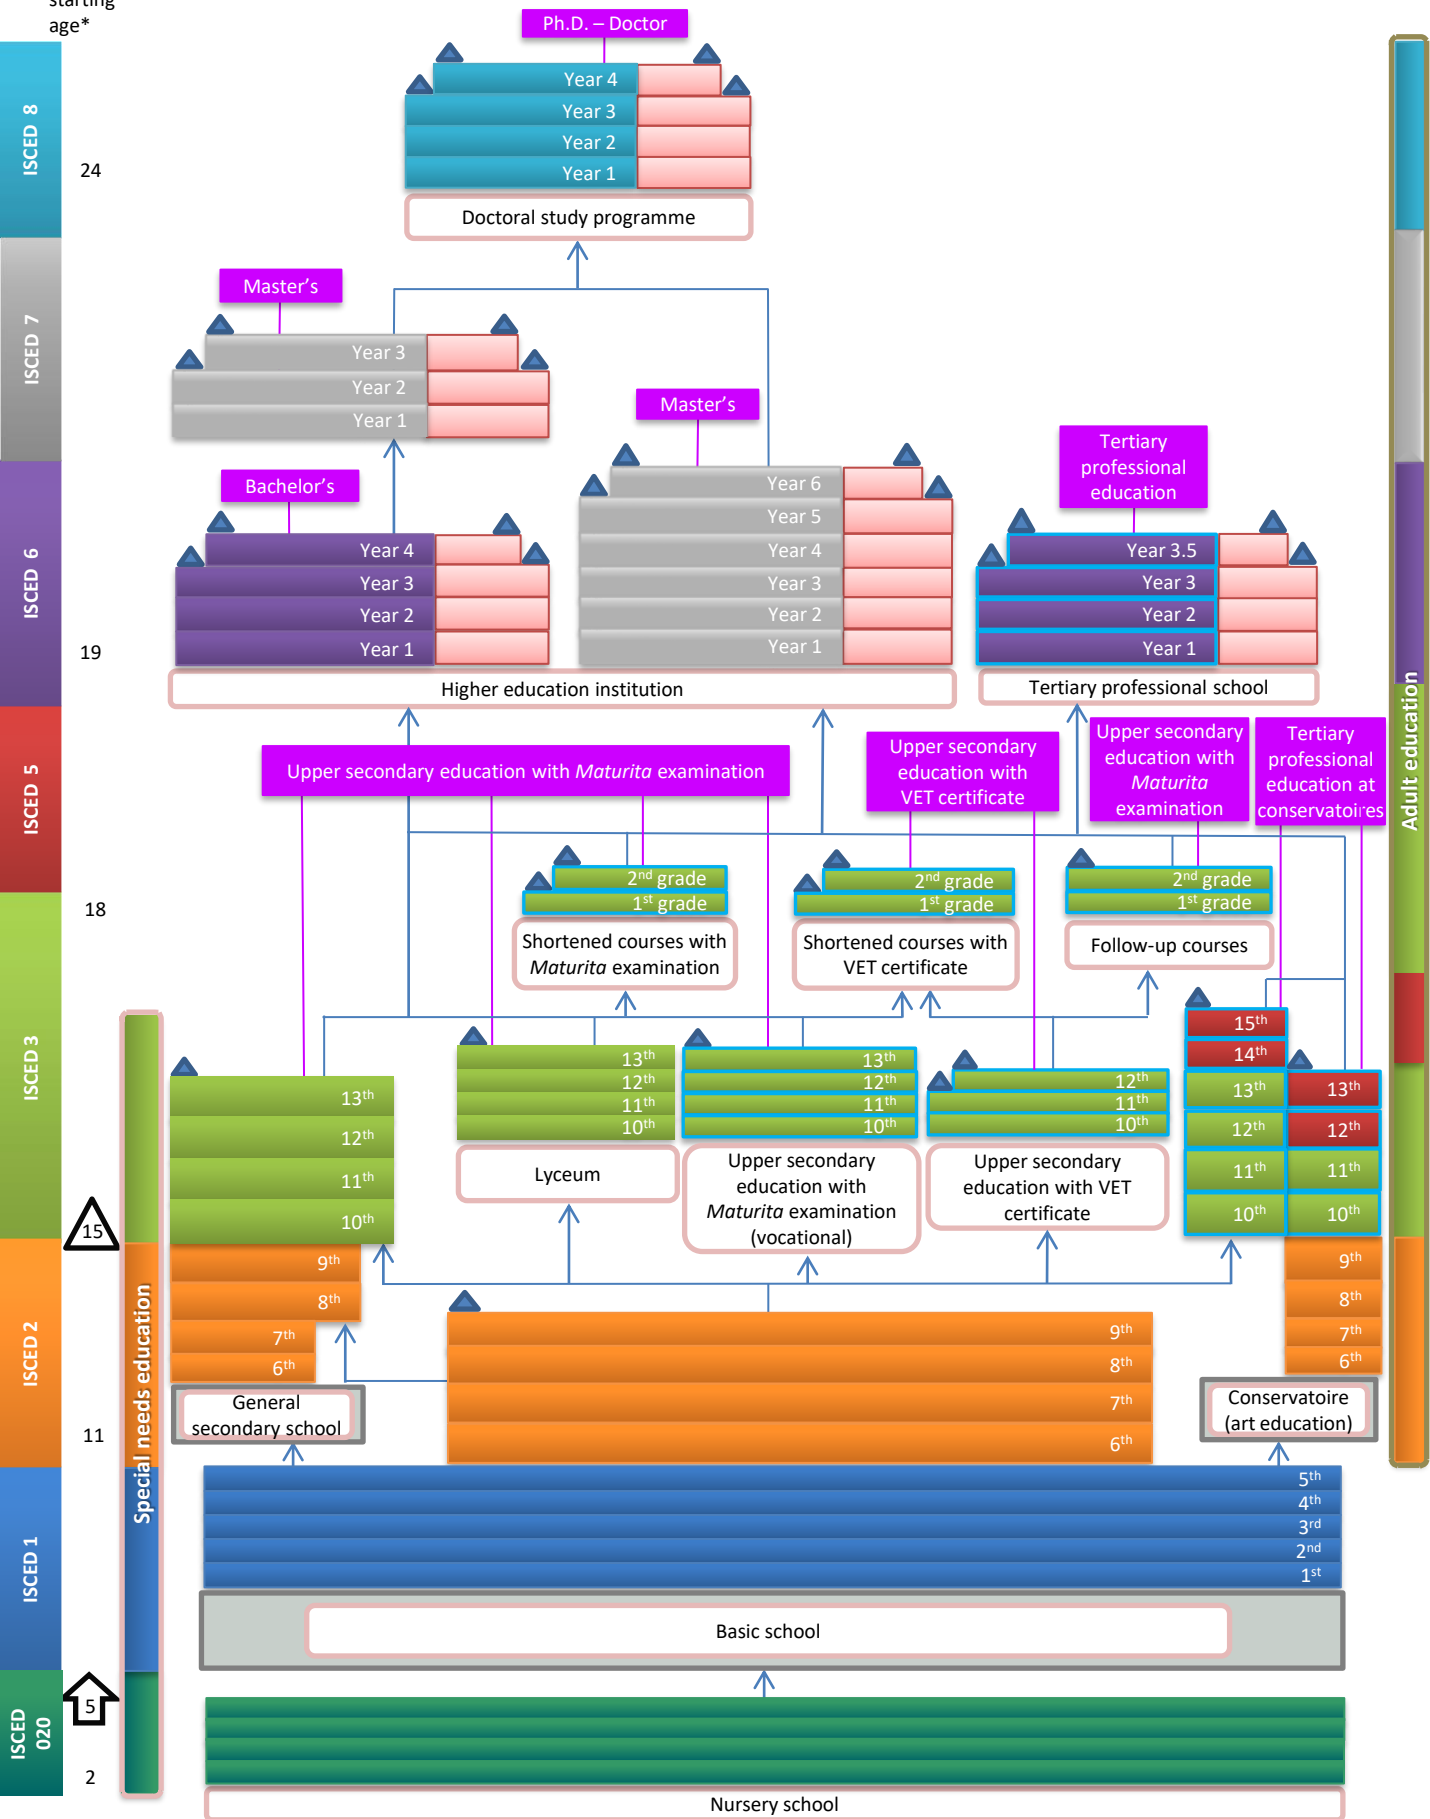 starting
age*
Ph.D. – Doctor
Year 4
Year 3
Year 2
Year 1
Doctoral study programme
ISCED 8
24
Master's
Year 3
Year 2
Year 1
ISCED 7
Master's
Year 6
Year 5
Year 4
Year 3
Year 2
Year 1
Bachelor's
Year 4
Year 3
Year 2
Year 1
Higher education institution
Tertiary
professional
education
Year 3.5
Year 3
Year 2
Year 1
Tertiary professional school
ISCED 6
19
Adult education
ISCED 5
Upper secondary education with Maturita examination
Upper secondary
education with
VET certificate
Upper secondary
education with
Maturita
examination
Tertiary
professional
education at
conservatoires
18
2nd grade
1st grade
Shortened courses with
Maturita examination
2nd grade
1st grade
Shortened courses with
VET certificate
2nd grade
1st grade
Follow-up courses
ISCED 3
13th
12th
11th
10th
9th
8th
7th
6th
General
secondary school
13th
12th
11th
10th
Lyceum
13th
12th
11th
10th
Upper secondary
education with
Maturita examination
(vocational)
12th
11th
10th
Upper secondary
education with VET
certificate
15th
14th
13th
12th
11th
10th
13th
12th
11th
10th
9th
8th
7th
6th
Conservatoire
(art education)
15
ISCED 2
11
Special needs education
9th
8th
7th
6th
ISCED 1
5th
4th
3rd
2nd
1st
Basic school
5
ISCED
020
2
Nursery school